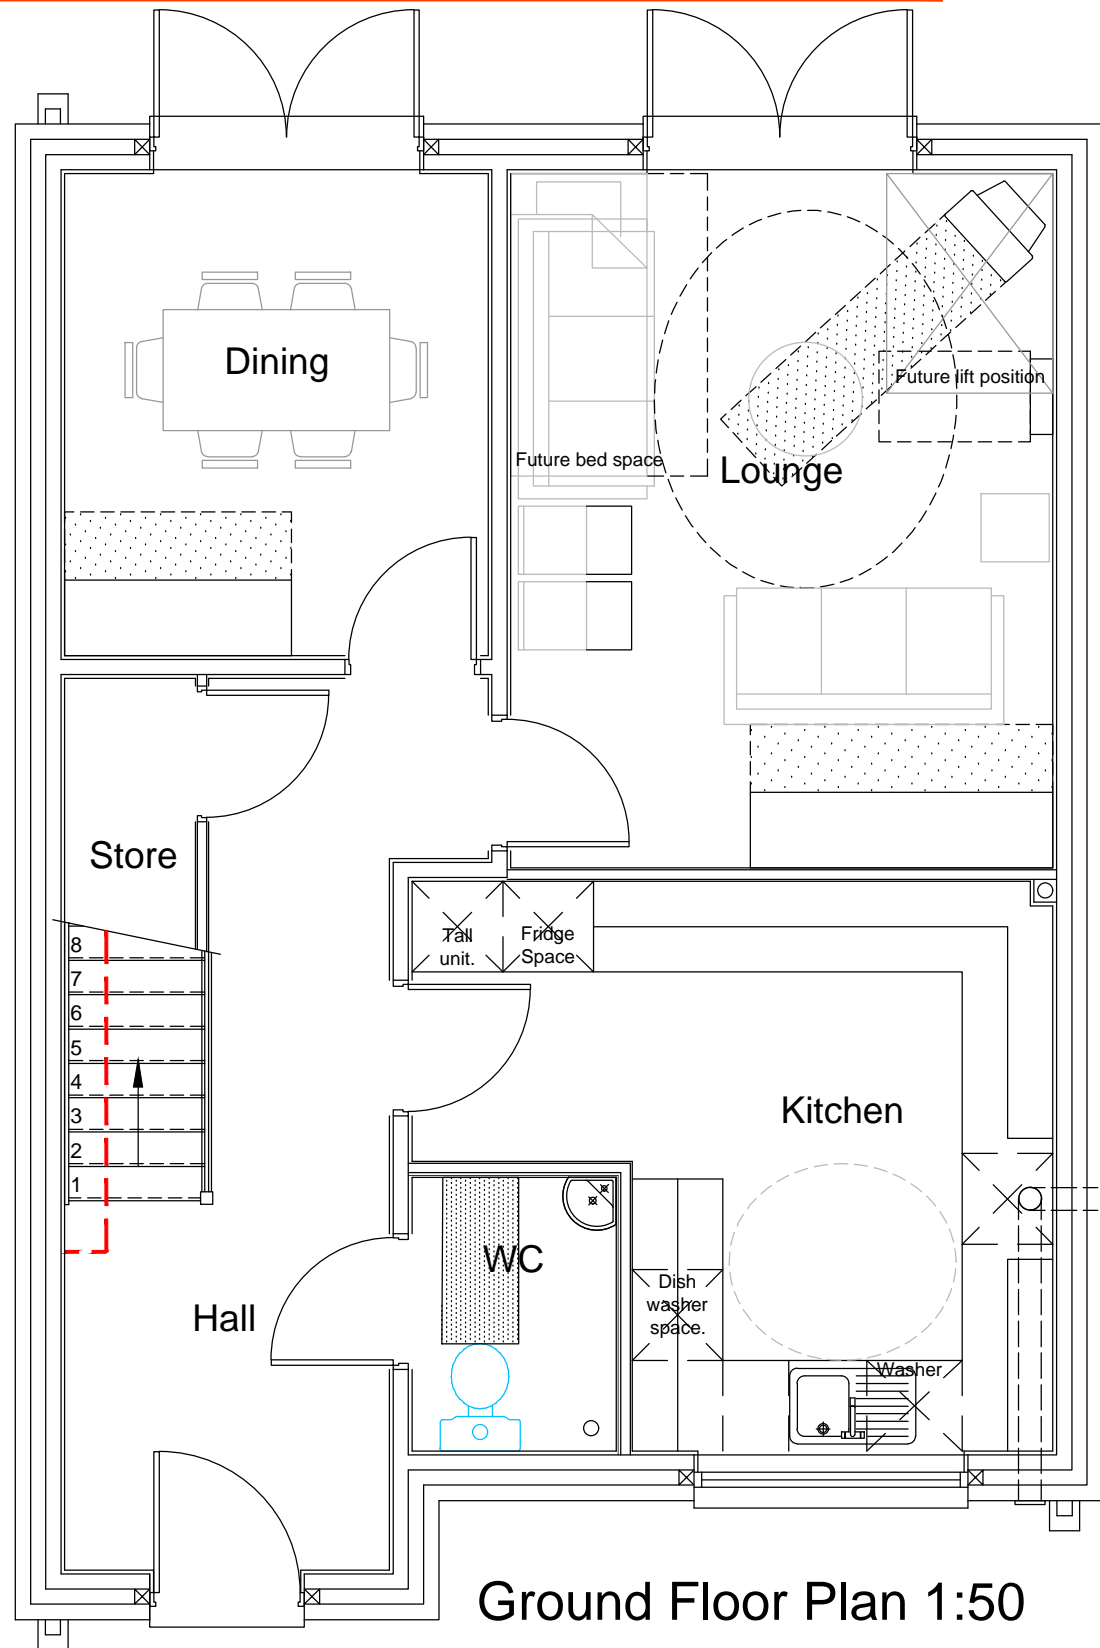 Dining
Future lift position
Future bed space
Lounge
Store
Tall
unit.
Fridge
Space
8
7
6
5
4
3
2
1
Kitchen
WC
Hall
Dish
washer
space.
Washer
Ground Floor Plan 1:50